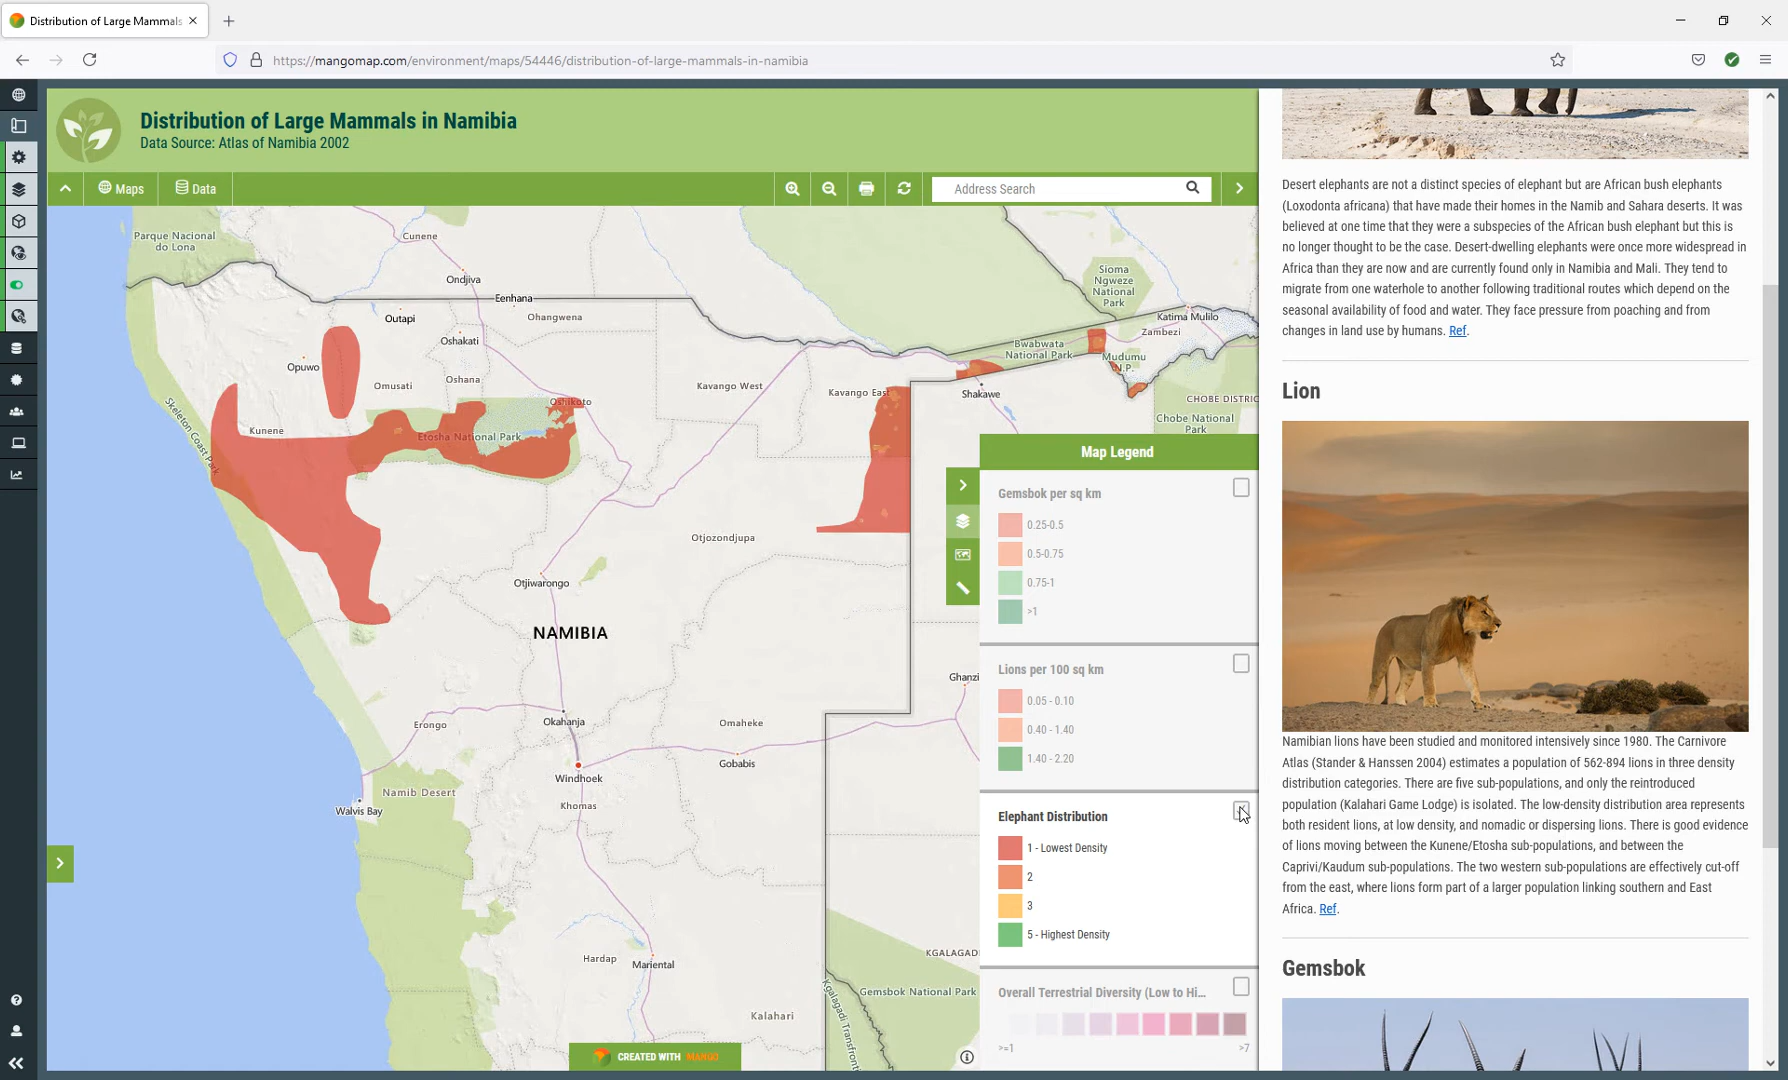 Distribution of Large Mammals
https://mangomap.com/environment/maps/54446/distribution-of-large-mammals-in-namibia
Distribution of Large Mammals in Namibia
Data Source: Atlas of Namibia 2002
Maps
Data
Address Search
Parque Nacional
do Lona
Cunene
Ondjiva
Eenhana
Ohangwena
Outapi
Oshakati
Opuwo
Omusati
Oshana
Oshikoto
Kunene
Etosha National Park
Skeleton Coast Park
Kavango West
Kavango East
Sioma
Ngweze
National
Park
Katima Mulilo
Zambezi
Bwabwata
National Park
Mudumu
N.P.
Shakawe
CHOBE DISTRIC
Chobe National
Park
Otjozondjupa
Otjiwarongo
NAMIBIA
Ghanzi
Erongo
Okahanja
Omaheke
Gobabis
Windhoek
Khomas
Namib Desert
Walvis Bay
Hardap
Mariental
KGALAGAD
Gemsbok National Park
Kalahari
Kgalagadi Transfront
CREATED WITH MANGO
Map Legend
Gemsbok per sq km
0.25-0.5
0.5-0.75
0.75-1
>1
Lions per 100 sq km
0.05 - 0.10
0.40 - 1.40
1.40 - 2.20
Elephant Distribution
1 - Lowest Density
2
3
5 - Highest Density
Overall Terrestrial Diversity (Low to Hi...
>=1
>7
Desert elephants are not a distinct species of elephant but are African bush elephants
(Loxodonta africana) that have made their homes in the Namib and Sahara deserts. It was
believed at one time that they were a subspecies of the African bush elephant but this is
no longer thought to be the case. Desert-dwelling elephants were once more widespread in
Africa than they are now and are currently found only in Namibia and Mali. They tend to
migrate from one waterhole to another following traditional routes which depend on the
seasonal availability of food and water. They face pressure from poaching and from
changes in land use by humans. Ref.
Lion
Namibian lions have been studied and monitored intensively since 1980. The Carnivore
Atlas (Stander & Hanssen 2004) estimates a population of 562-894 lions in three density
distribution categories. There are five sub-populations, and only the reintroduced
population (Kalahari Game Lodge) is isolated. The low-density distribution area represents
both resident lions, at low density, and nomadic or dispersing lions. There is good evidence
of lions moving between the Kunene/Etosha sub-populations, and between the
Caprivi/Kaudum sub-populations. The two western sub-populations are effectively cut-off
from the east, where lions form part of a larger population linking southern and East
Africa. Ref.
Gemsbok